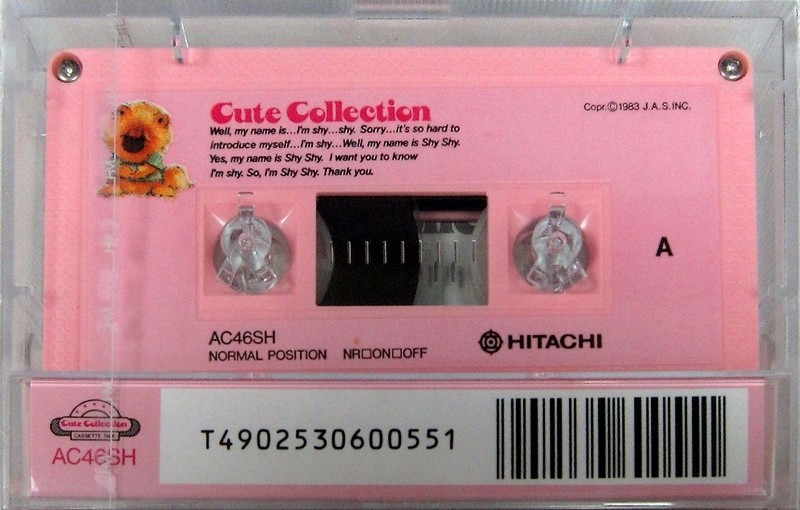 Cute Collection
Copr.©1983 J.A.S.INC.
Well, my name is...I'm shy...shy. Sorry...it's so hard to
introduce myself...I'm shy...Well, my name is Shy Shy.
Yes, my name is Shy Shy. I want you to know
I'm shy. So, I'm Shy Shy. Thank you.
A
AC46SH
HITACHI
NORMAL POSITION NR□ON□OFF
Cute Collection
CASSETTE TAPE
AC46SH
T4902530600551